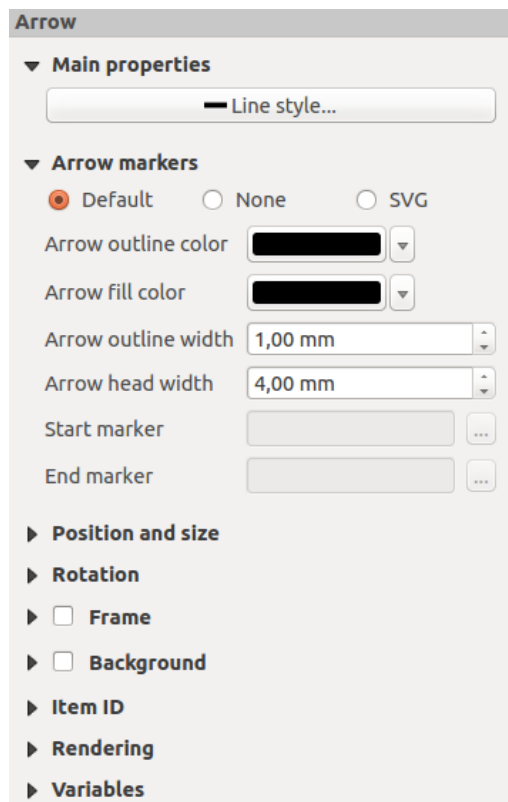 Arrow
Main properties
Line style...
Arrow markers
Default None SVG
Arrow outline color
Arrow fill color
Arrow outline width 1,00 mm
Arrow head width 4,00 mm
Start marker ...
End marker ...
Position and size
Rotation
Frame
Background
Item ID
Rendering
Variables